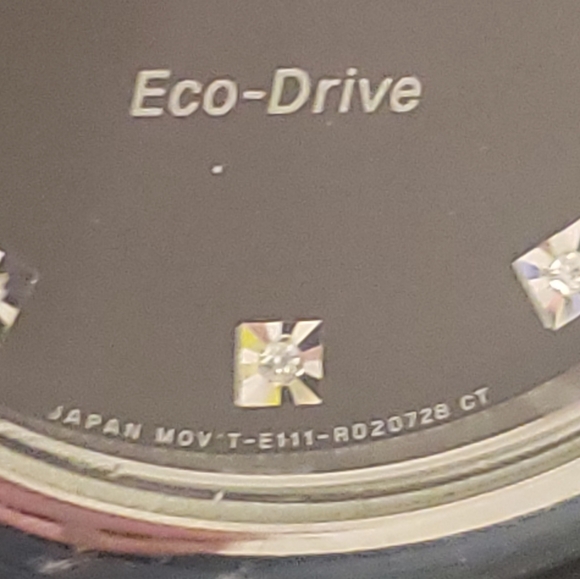 Eco-Drive
JAPAN MOV'T-E111-R020728 CT